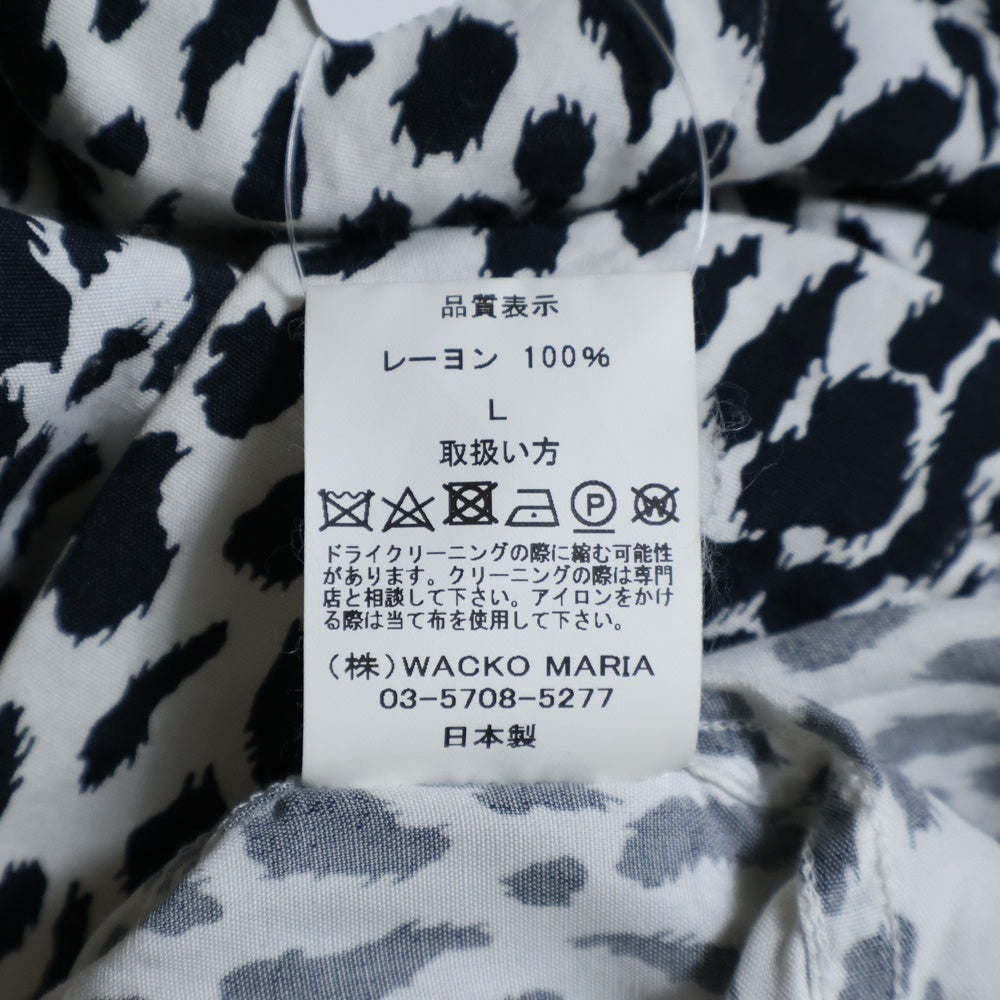 品質表示
レーヨン 100%
L
取扱い方
P W
ドライクリーニングの際に縮む可能性
があります。クリーニングの際は専門
店と相談して下さい。アイロンをかけ
る際は当て布を使用して下さい。
（株）WACKO MARIA
03-5708-5277
日本製